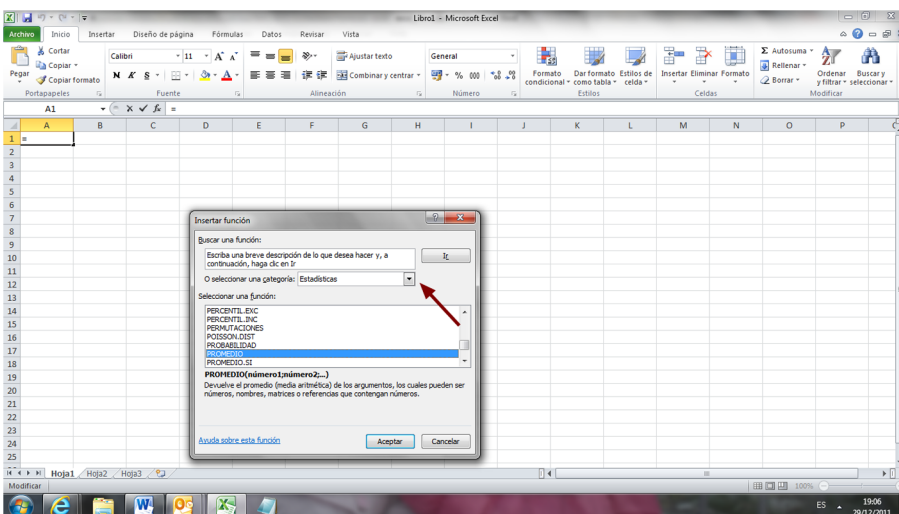 Libro1 - Microsoft Excel
Archivo Inicio Insertar Diseño de página Fórmulas Datos Revisar Vista
Pegar
Cortar
Copiar
Copiar formato
Portapapeles
Calibri 11
N K S
Fuente
Ajustar texto
Combinar y centrar
Alineación
General
% 000
Número
Formato condicional
Dar formato como tabla
Estilos de celda
Estilos
Insertar Eliminar Formato
Celdas
Σ Autosuma
Rellenar
Borrar
Ordenar y filtrar
Buscar y seleccionar
Modificar
A1 fx =
A B C D E F G H I J K L M N O P
1 =
2
3
4
5
6
7
8
9
10
11
12
13
14
15
16
17
18
19
20
21
22
23
24
25
Insertar función
Buscar una función:
Escriba una breve descripción de lo que desea hacer y, a
continuación, haga clic en Ir
Ir
O seleccionar una categoría: Estadísticas
Seleccionar una función:
PERCENTIL.EXC
PERCENTIL.INC
PERMUTACIONES
POISSON.DIST
PROBABILIDAD
PROMEDIO
PROMEDIO.SI
PROMEDIO(número1;número2;...)
Devuelve el promedio (media aritmética) de los argumentos, los cuales pueden ser
números, nombres, matrices o referencias que contengan números.
Ayuda sobre esta función
Aceptar Cancelar
Hoja1 Hoja2 Hoja3
Modificar
100%
ES 19:06
29/12/2011